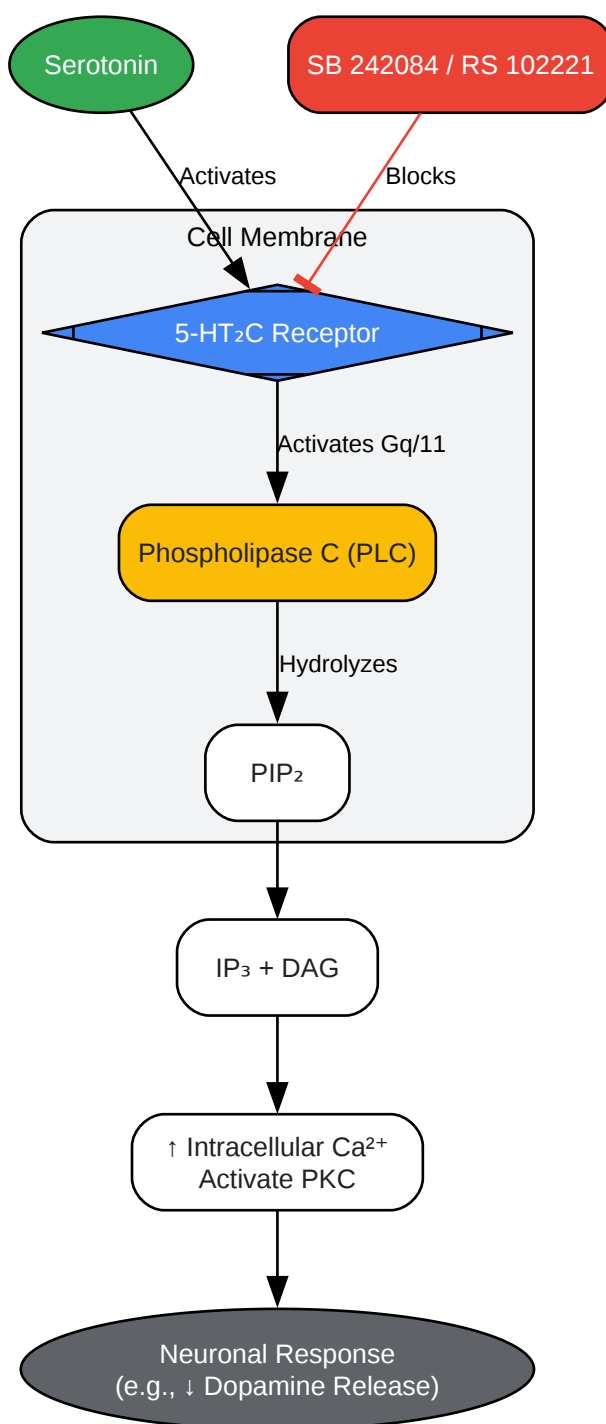 Serotonin
SB 242084 / RS 102221
Activates
Blocks
Cell Membrane
5-HT₂C Receptor
Activates Gq/11
Phospholipase C (PLC)
Hydrolyzes
PIP₂
IP₃ + DAG
↑ Intracellular Ca²⁺
Activate PKC
Neuronal Response
(e.g., ↓ Dopamine Release)